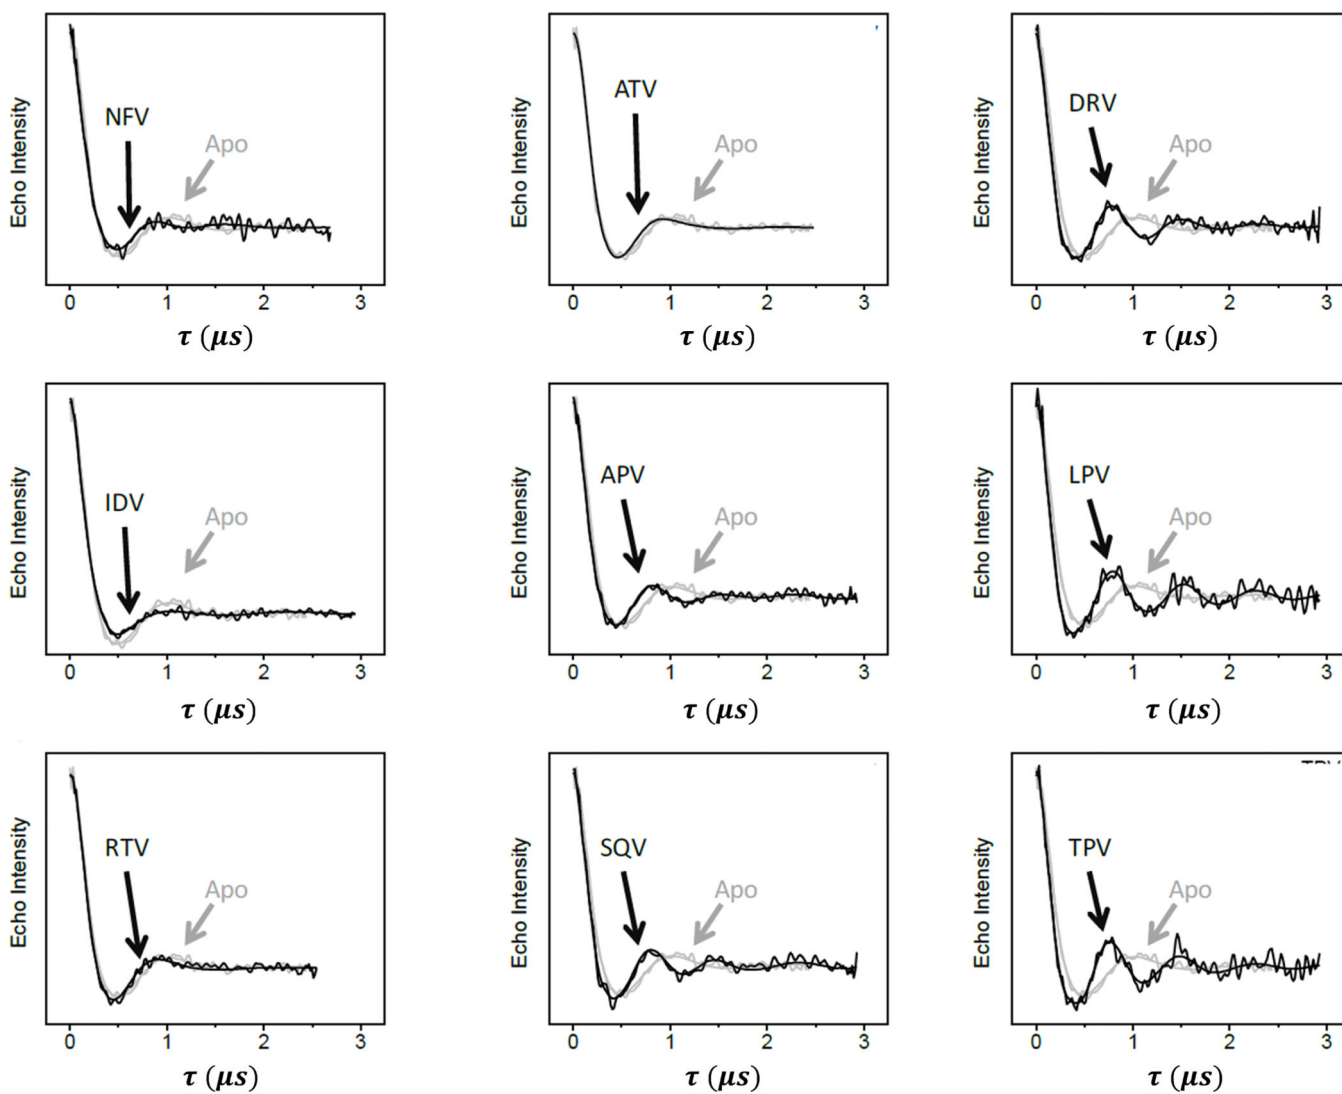 Echo Intensity
NFV
Apo
0 1 2 3
τ (μs)
Echo Intensity
ATV
Apo
0 1 2 3
τ (μs)
Echo Intensity
DRV
Apo
0 1 2 3
τ (μs)
Echo Intensity
IDV
Apo
0 1 2 3
τ (μs)
Echo Intensity
APV
Apo
0 1 2 3
τ (μs)
Echo Intensity
LPV
Apo
0 1 2 3
τ (μs)
Echo Intensity
RTV
Apo
0 1 2 3
τ (μs)
Echo Intensity
SQV
Apo
0 1 2 3
τ (μs)
Echo Intensity
TPV
Apo
0 1 2 3
τ (μs)